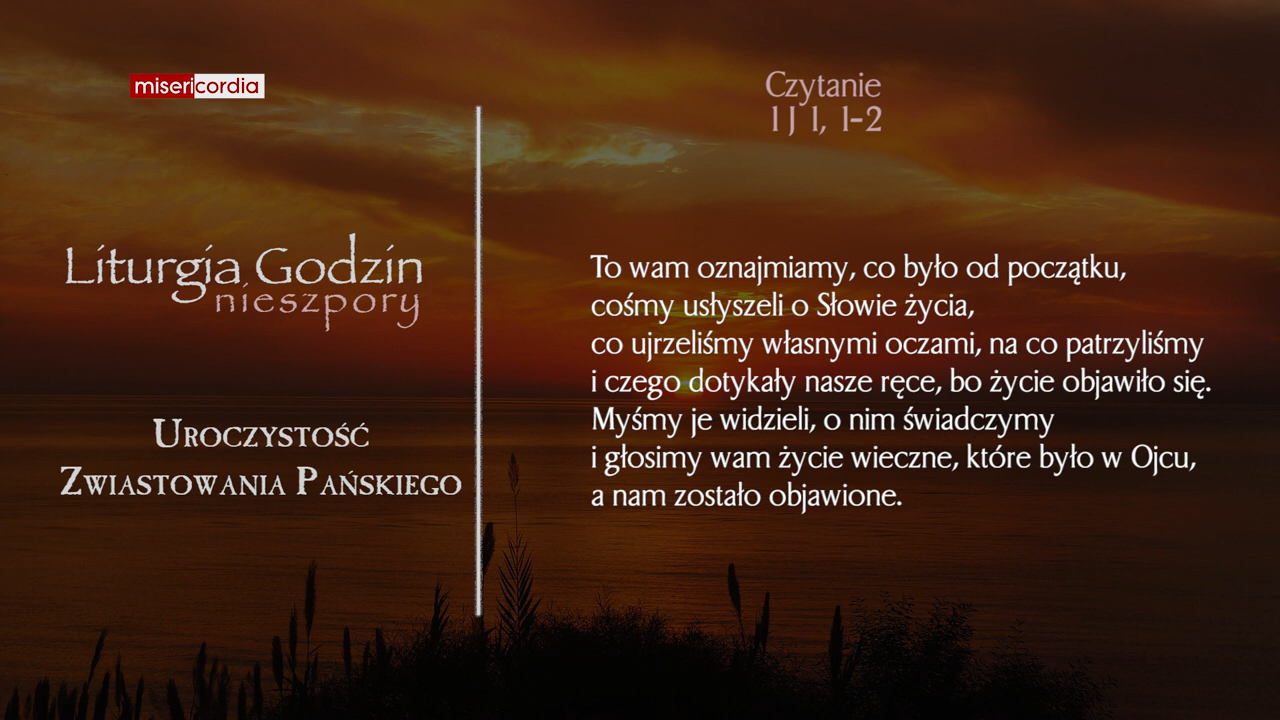 misericordia
Liturgia Godzin
nieszpory
Uroczystość
Zwiastowania Pańskiego
Czytanie
1 J 1, 1-2
To wam oznajmiamy, co było od początku,
cośmy usłyszeli o Słowie życia,
co ujrzeliśmy własnymi oczami, na co patrzyliśmy
i czego dotykały nasze ręce, bo życie objawiło się.
Myśmy je widzieli, o nim świadczymy
i głosimy wam życie wieczne, które było w Ojcu,
a nam zostało objawione.